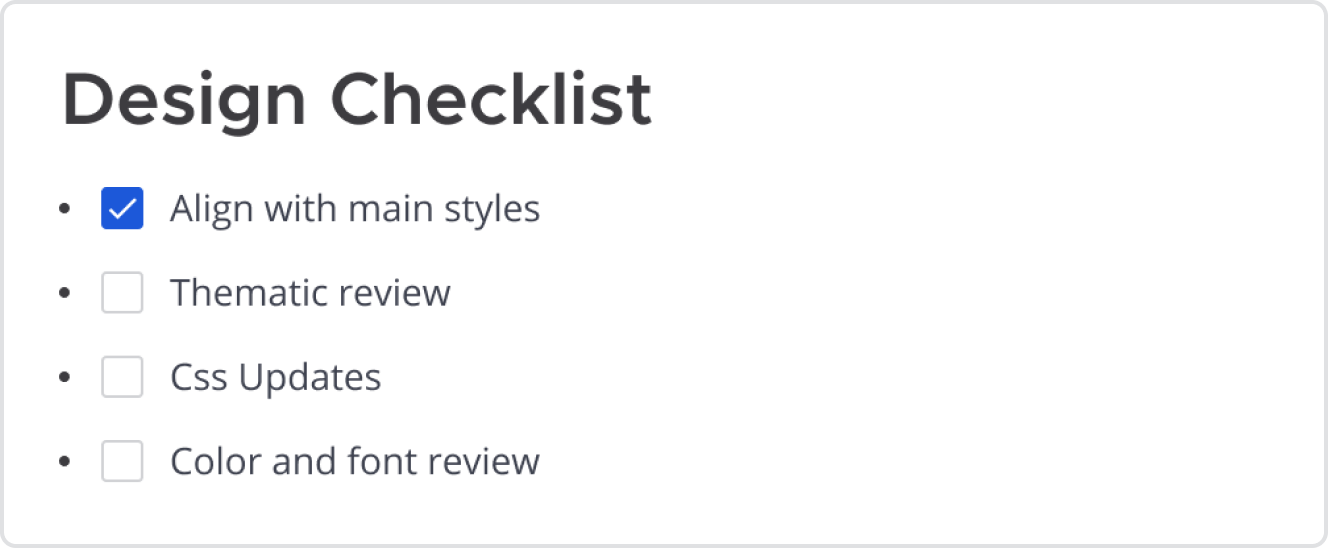 Design Checklist
• Align with main styles
• Thematic review
• Css Updates
• Color and font review